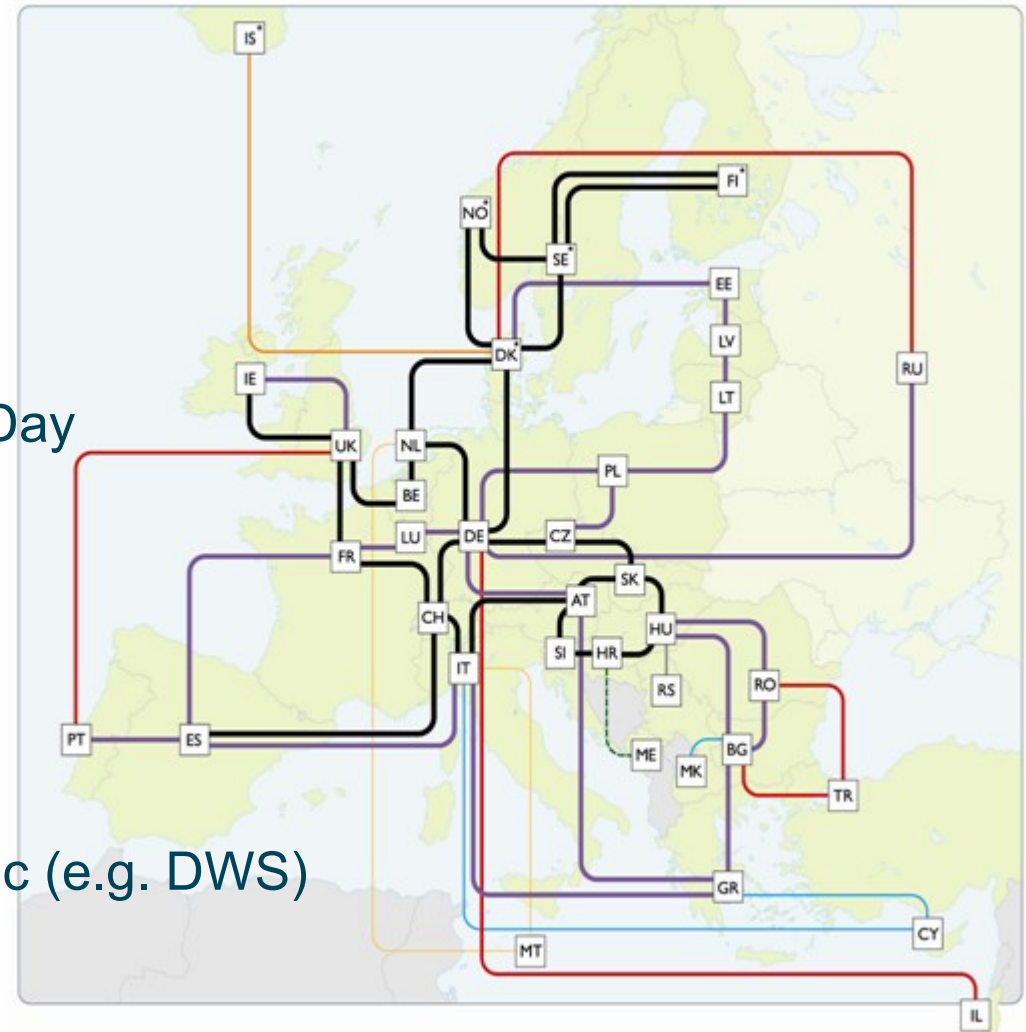 IS*
FI*
NO*
SE*
EE
LV
DK*
RU
IE
LT
Day
UK
NL
PL
BE
LU
DE
CZ
FR
SK
AT
CH
HU
SI
HR
IT
RS
RO
PT
ES
ME
BG
MK
TR
c (e.g. DWS)
GR
CY
MT
IL